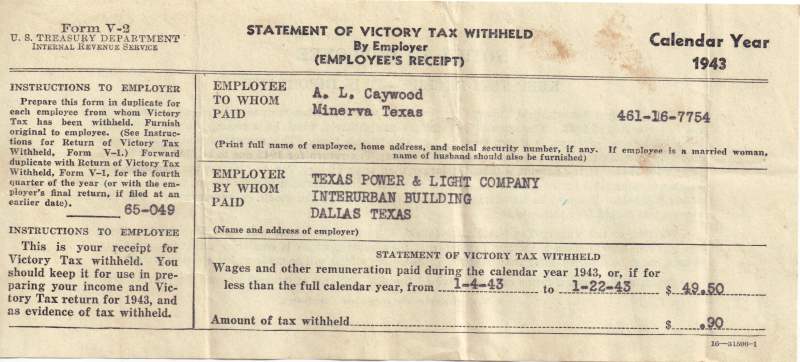 Form V-2
U. S. TREASURY DEPARTMENT
INTERNAL REVENUE SERVICE
STATEMENT OF VICTORY TAX WITHHELD
By Employer
(EMPLOYEE'S RECEIPT)
Calendar Year
1943
INSTRUCTIONS TO EMPLOYER
Prepare this form in duplicate for
each employee from whom Victory
Tax has been withheld. Furnish
original to employee. (See Instruc-
tions for Return of Victory Tax
Withheld, Form V-1.) Forward
duplicate with Return of Victory Tax
Withheld, Form V-1, for the fourth
quarter of the year (or with the em-
ployer's final return, if filed at an
earlier date).
65-049
INSTRUCTIONS TO EMPLOYEE
This is your receipt for
Victory Tax withheld. You
should keep it for use in pre-
paring your income and Vic-
tory Tax return for 1943, and
as evidence of tax withheld.
EMPLOYEE
TO WHOM
PAID
A. L. Caywood
Minerva Texas
461-16-7754
(Print full name of employee, home address, and social security number, if any. If employee is a married woman,
name of husband should also be furnished)
EMPLOYER
BY WHOM
PAID
TEXAS POWER & LIGHT COMPANY
INTERURBAN BUILDING
DALLAS TEXAS
(Name and address of employer)
STATEMENT OF VICTORY TAX WITHHELD
Wages and other remuneration paid during the calendar year 1943, or, if for
less than the full calendar year, from 1-4-43 to 1-22-43 $ 49.50
Amount of tax withheld $ .90
16—31506-1